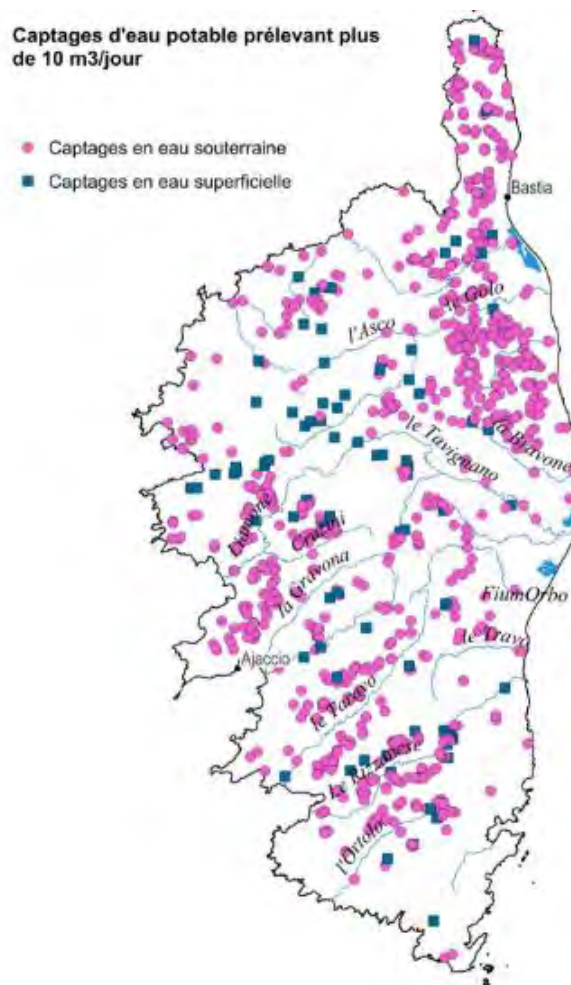 Captages d'eau potable prélevant plus
de 10 m3/jour
Captages en eau souterraine
Captages en eau superficielle
Bastia
le Golo
l'Asco
la Bravone
le Tavignano
Liamone
Cruzini
la Gravona
FiumOrbo
le Travo
Ajaccio
le Taravo
Le Rizzanese
l'Ortolo